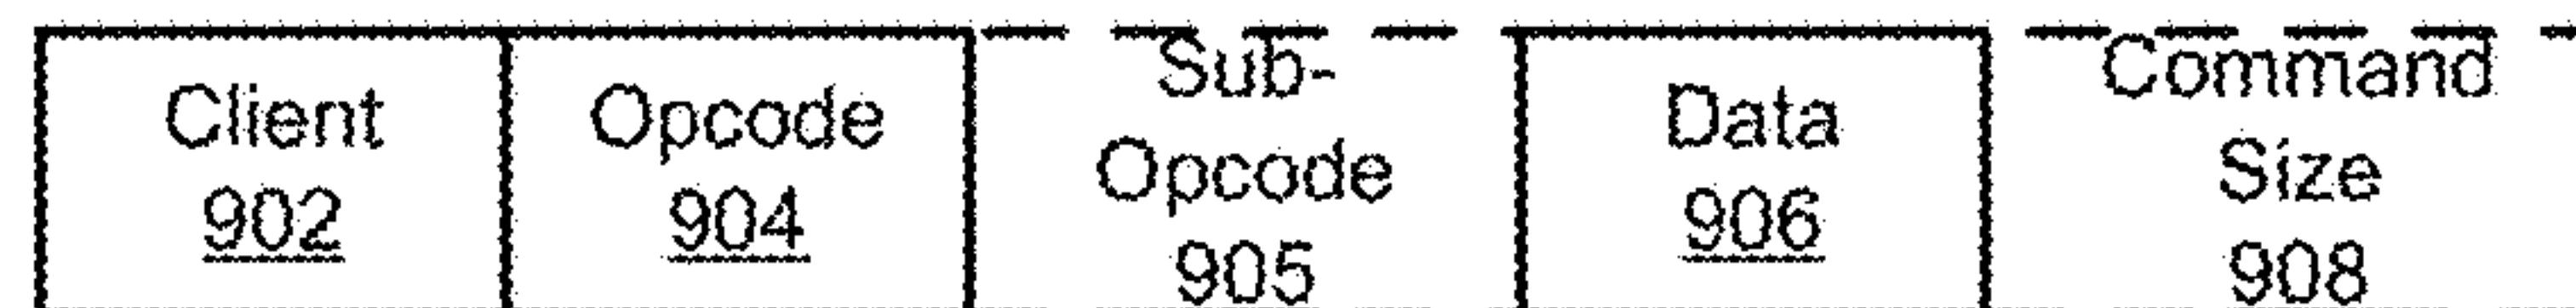 Client
902
Opcode
904
Sub-
Opcode
905
Data
906
Command
Size
908